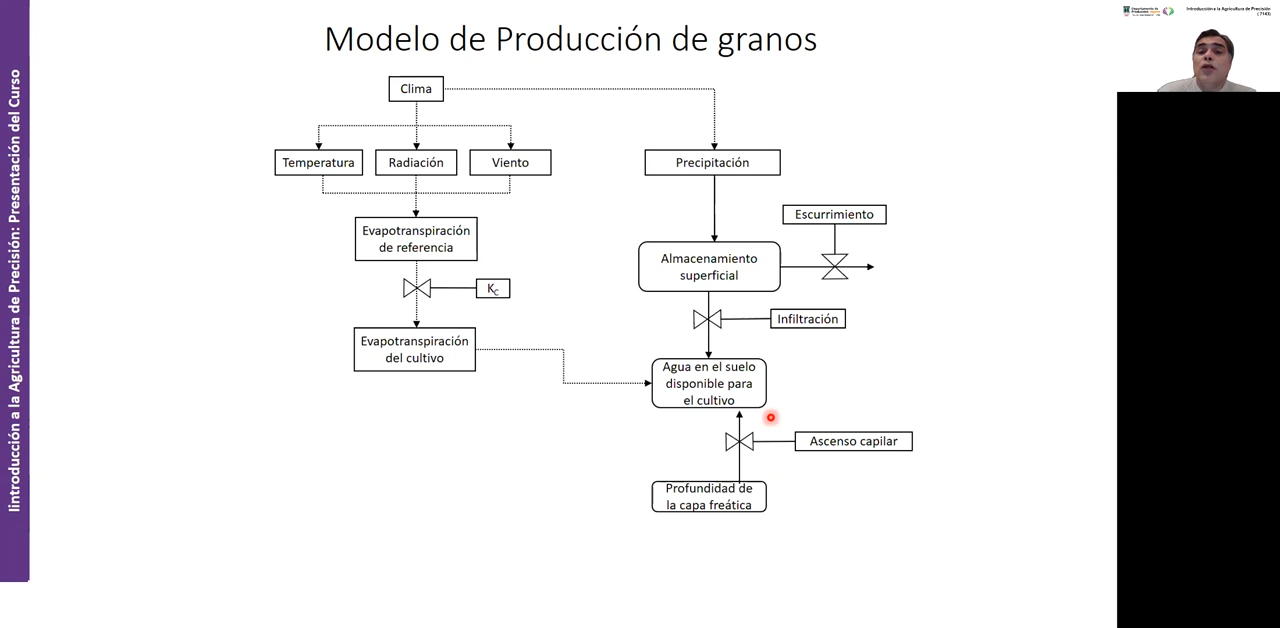 Modelo de Producción de granos
Clima
Temperatura
Radiación
Viento
Precipitación
Escurrimiento
Evapotranspiración
de referencia
Almacenamiento
superficial
KC
Infiltración
Evapotranspiración
del cultivo
Agua en el suelo
disponible para
el cultivo
Ascenso capilar
Profundidad de
la capa freática
Iintroducción a la Agricultura de Precisión: Presentación del Curso
Introducción a la Agricultura de Precisión
(7143)